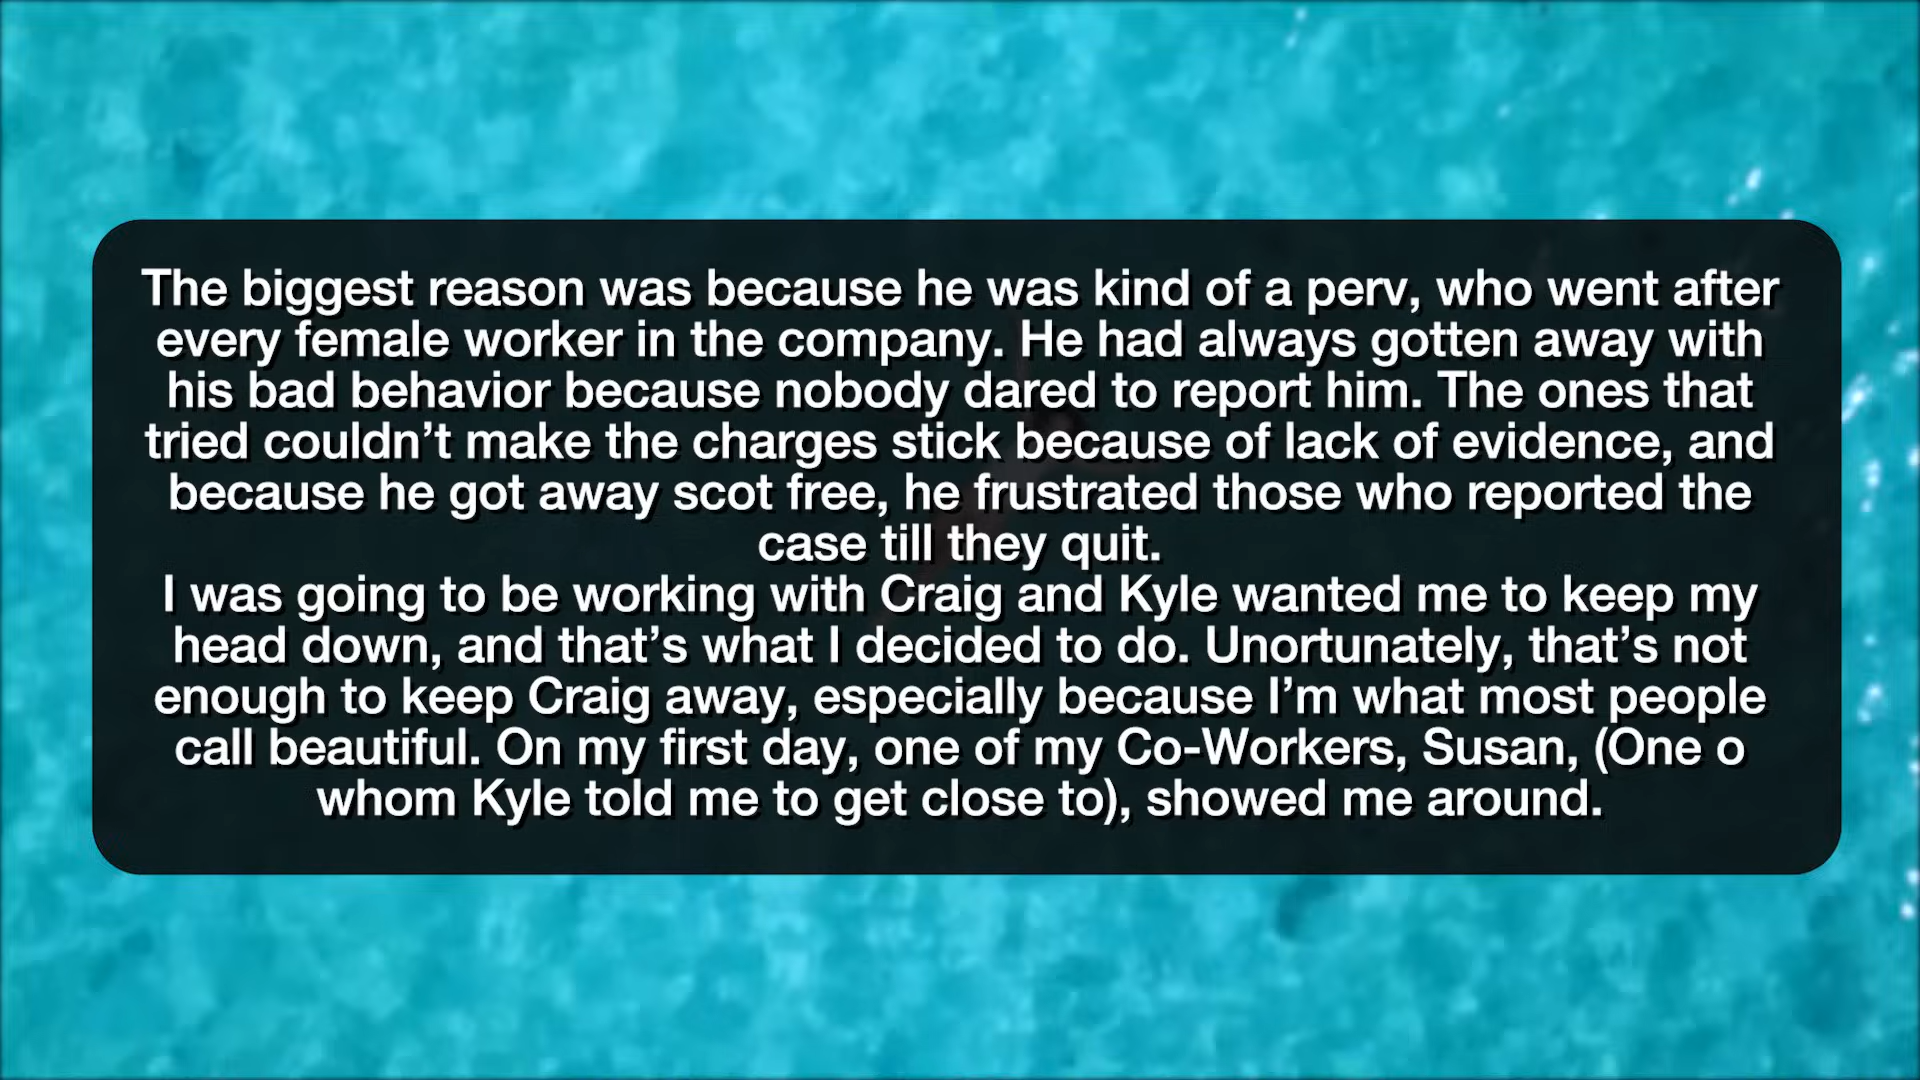 The biggest reason was because he was kind of a perv, who went after
every female worker in the company. He had always gotten away with
his bad behavior because nobody dared to report him. The ones that
tried couldn’t make the charges stick because of lack of evidence, and
because he got away scot free, he frustrated those who reported the
case till they quit.
I was going to be working with Craig and Kyle wanted me to keep my
head down, and that’s what I decided to do. Unortunately, that’s not
enough to keep Craig away, especially because I’m what most people
call beautiful. On my first day, one of my Co-Workers, Susan, (One o
whom Kyle told me to get close to), showed me around.